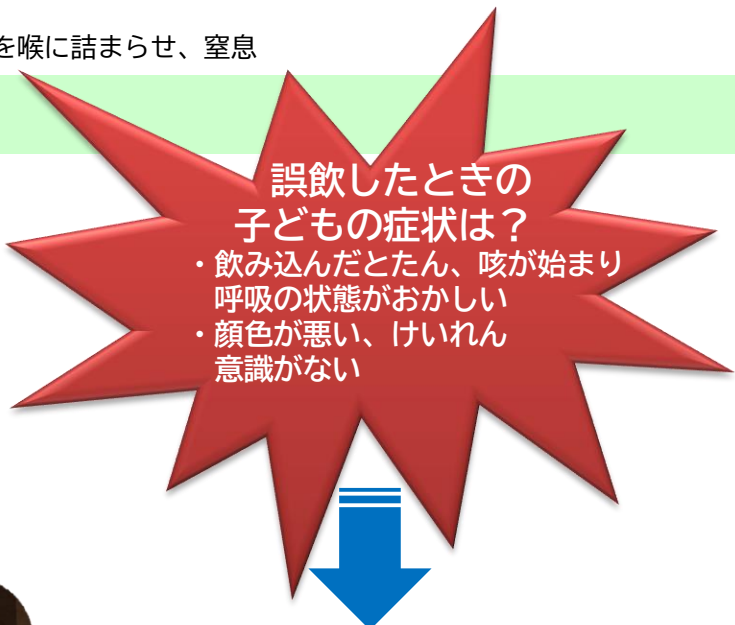 を喉に詰まらせ、窒息
誤飲したときの
子どもの症状は？
・飲み込んだとたん、咳が始まり
呼吸の状態がおかしい
・顔色が悪い、けいれん
意識がない